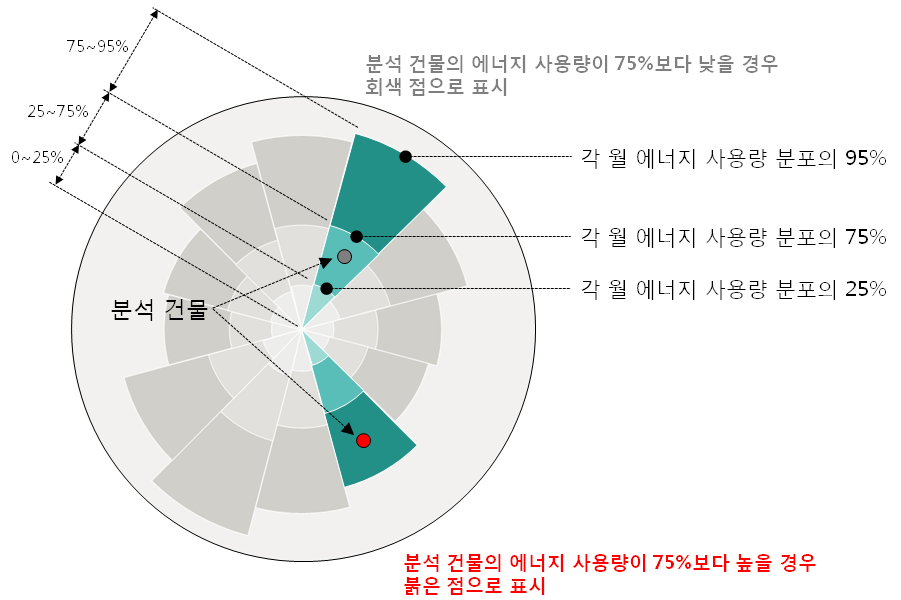 75~95%
25~75%
0~25%
분석 건물의 에너지 사용량이 75%보다 낮을 경우
회색 점으로 표시
각 월 에너지 사용량 분포의 95%
각 월 에너지 사용량 분포의 75%
각 월 에너지 사용량 분포의 25%
분석 건물
분석 건물의 에너지 사용량이 75%보다 높을 경우
붉은 점으로 표시